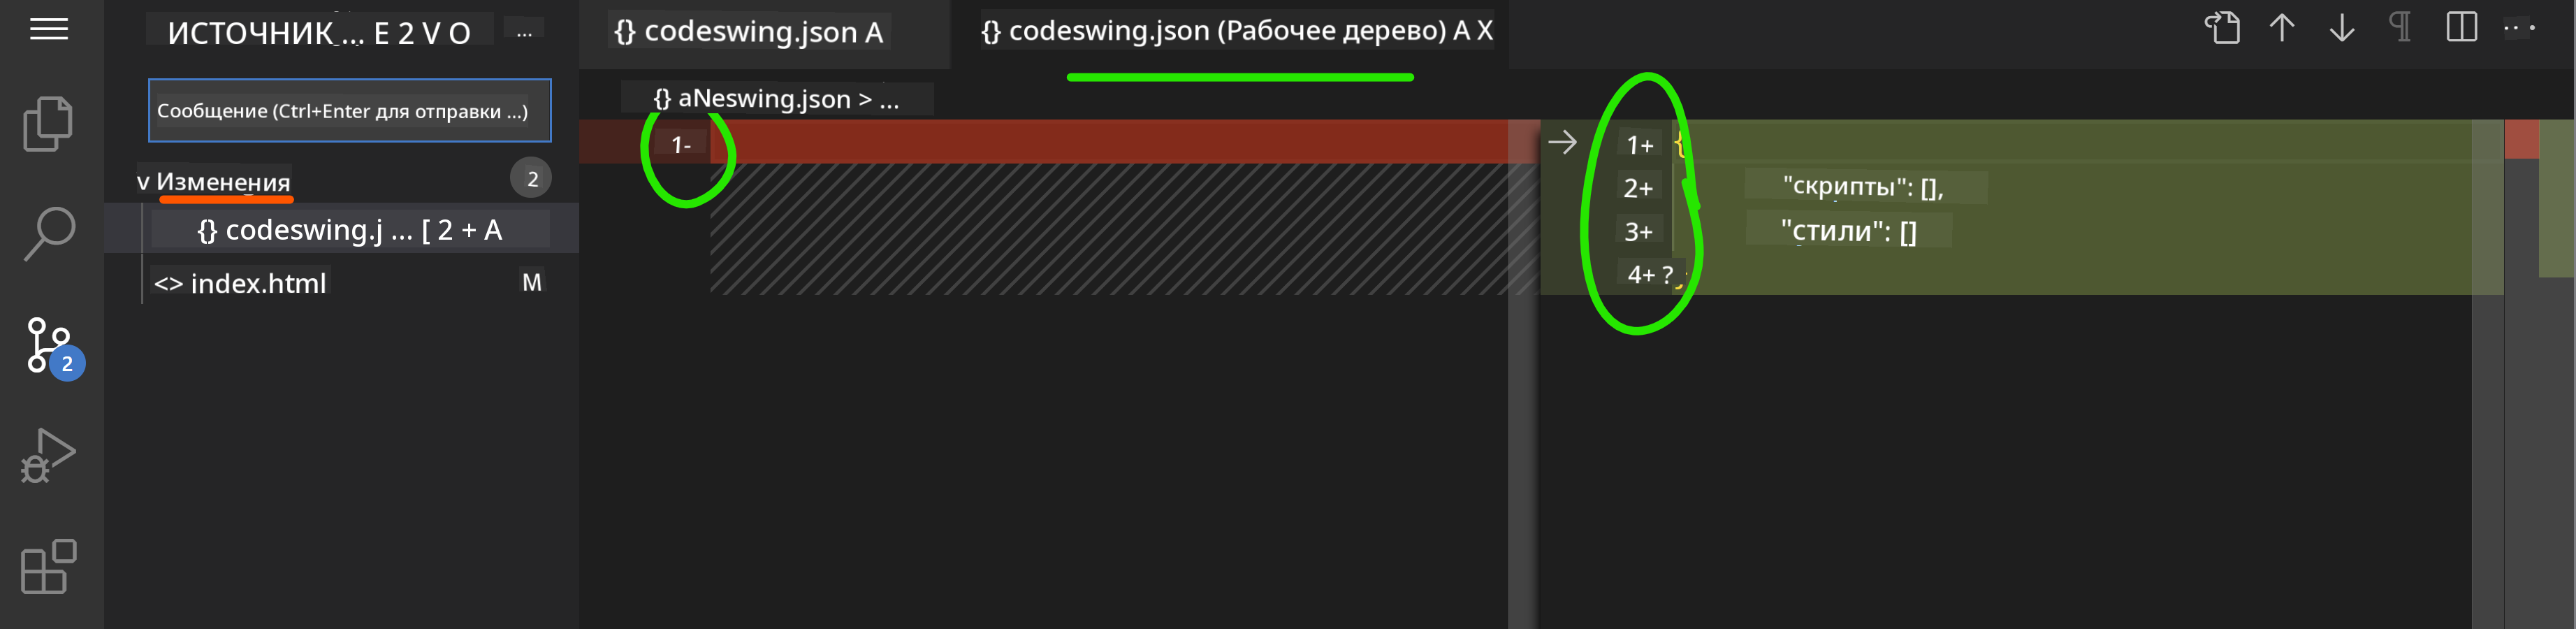 ИСТОЧНИК... E 2 V O ...
{} codeswing.json A
{} codeswing.json (Рабочее дерево) A X
Сообщение (Ctrl+Enter для отправки ...)
{} aNeswing.json > ...
v Изменения 2
{} codeswing.j ... [ 2 + A
<> index.html M
2
1-
1+ {
2+ "скрипты": [],
3+ "стили": []
4+ ? }